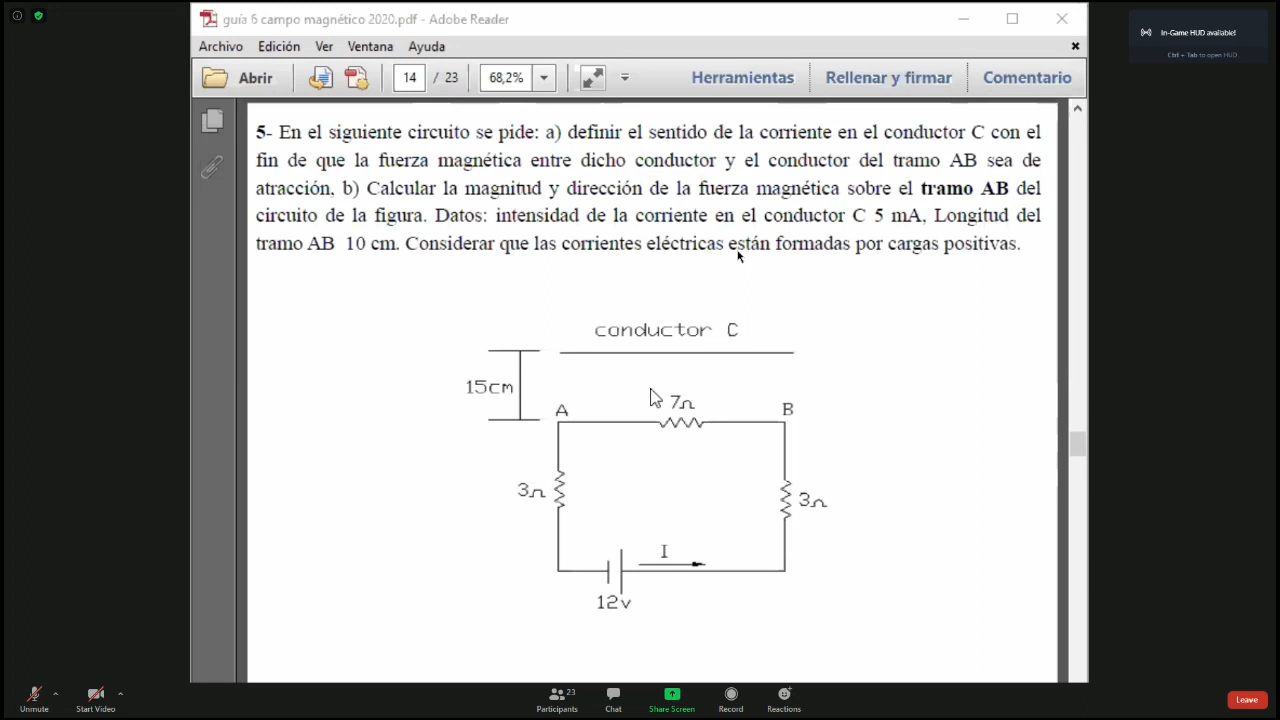 guía 6 campo magnético 2020.pdf - Adobe Reader
In-Game HUD available!
Ctrl + Tab to open HUD
Archivo Edición Ver Ventana Ayuda
Abrir 14 / 23 68,2% Herramientas Rellenar y firmar Comentario
5- En el siguiente circuito se pide: a) definir el sentido de la corriente en el conductor C con el
fin de que la fuerza magnética entre dicho conductor y el conductor del tramo AB sea de
atracción, b) Calcular la magnitud y dirección de la fuerza magnética sobre el tramo AB del
circuito de la figura. Datos: intensidad de la corriente en el conductor C 5 mA, Longitud del
tramo AB 10 cm. Considerar que las corrientes eléctricas están formadas por cargas positivas.
conductor C
15cm
A 7Ω B
3Ω 3Ω
I
12v
Unmute Start Video Participants 23 Chat Share Screen Record Reactions Leave